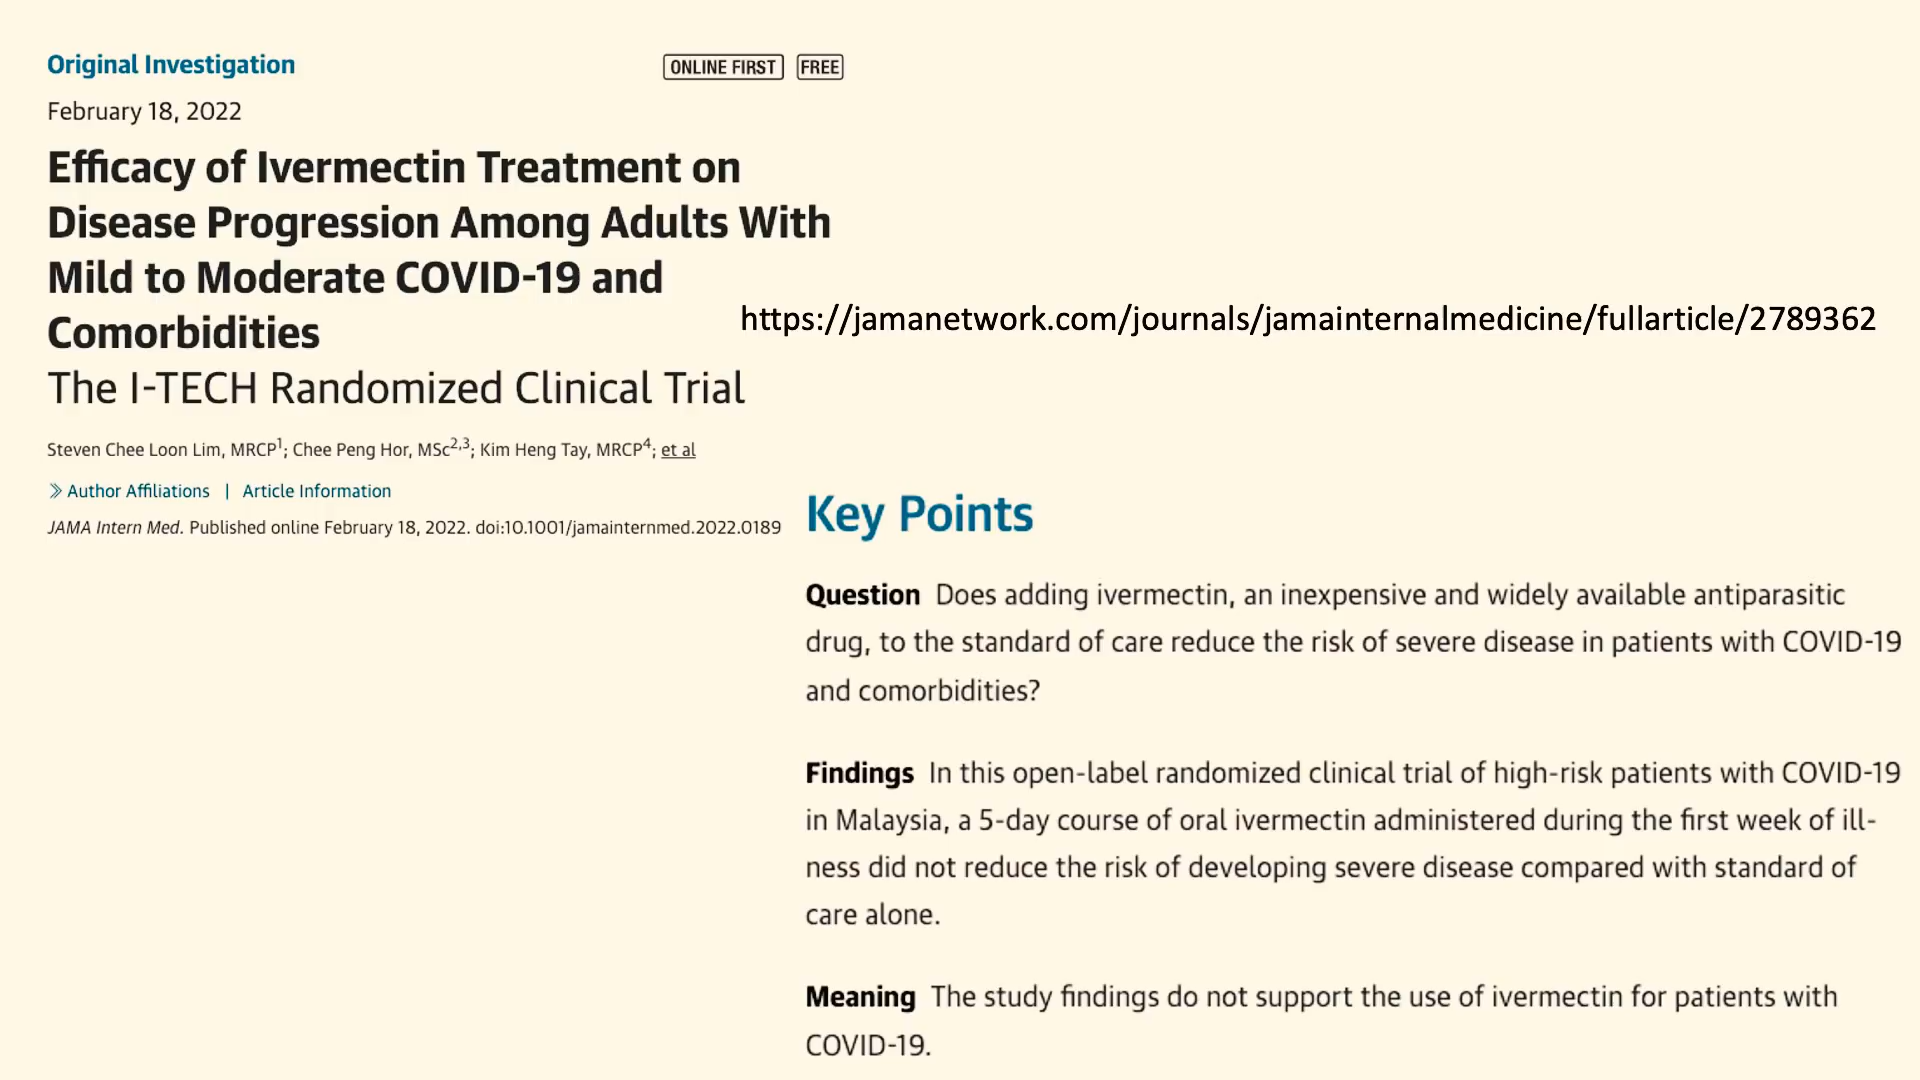 Original Investigation
ONLINE FIRST FREE
February 18, 2022
Efficacy of Ivermectin Treatment on
Disease Progression Among Adults With
Mild to Moderate COVID-19 and
Comorbidities
The I-TECH Randomized Clinical Trial
https://jamanetwork.com/journals/jamainternalmedicine/fullarticle/2789362
Steven Chee Loon Lim, MRCP1; Chee Peng Hor, MSc2,3; Kim Heng Tay, MRCP4; et al
Author Affiliations | Article Information
JAMA Intern Med. Published online February 18, 2022. doi:10.1001/jamainternmed.2022.0189
Key Points
Question Does adding ivermectin, an inexpensive and widely available antiparasitic
drug, to the standard of care reduce the risk of severe disease in patients with COVID-19
and comorbidities?
Findings In this open-label randomized clinical trial of high-risk patients with COVID-19
in Malaysia, a 5-day course of oral ivermectin administered during the first week of ill-
ness did not reduce the risk of developing severe disease compared with standard of
care alone.
Meaning The study findings do not support the use of ivermectin for patients with
COVID-19.